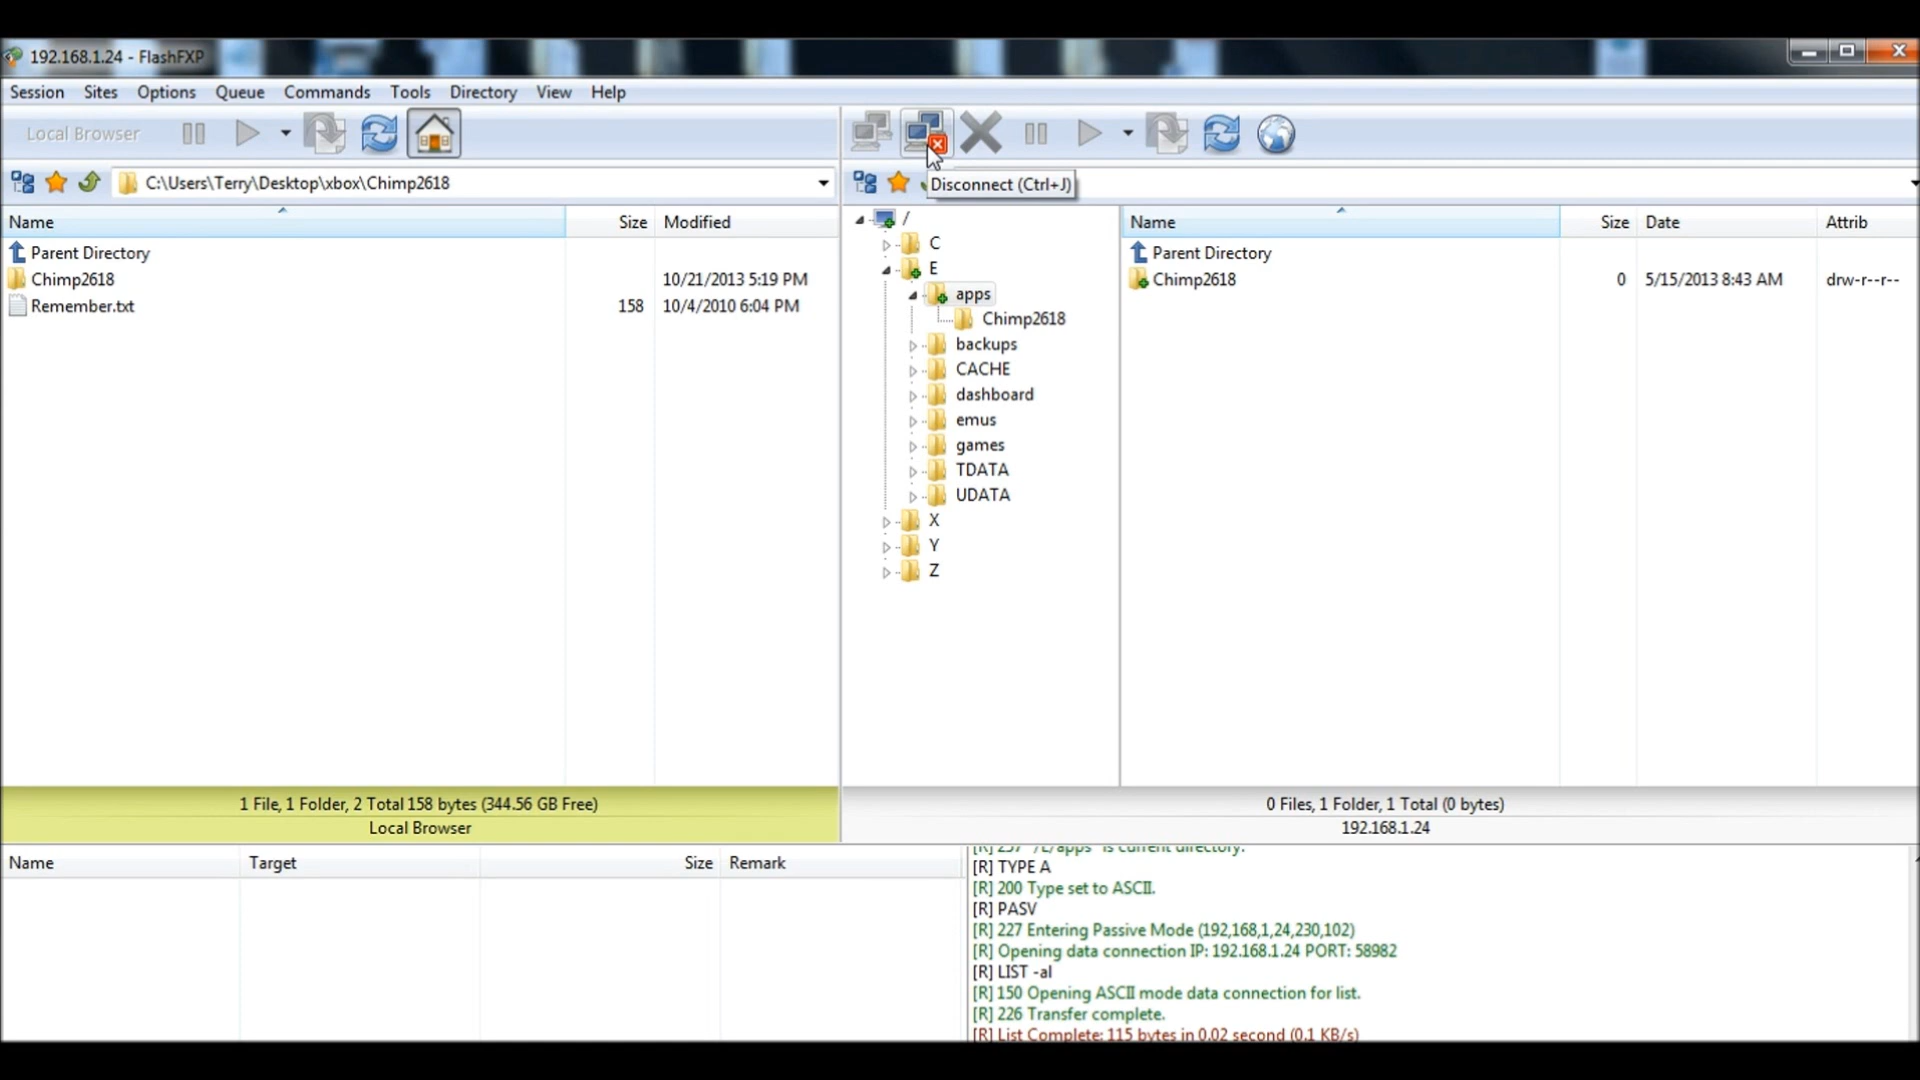 192.168.1.24 - FlashFXP
Session Sites Options Queue Commands Tools Directory View Help
Local Browser
C:\Users\Terry\Desktop\xbox\Chimp2618
Disconnect (Ctrl+J)
Name Size Modified
Parent Directory
Chimp2618 10/21/2013 5:19 PM
Remember.txt 158 10/4/2010 6:04 PM
/
C
E
apps
Chimp2618
backups
CACHE
dashboard
emus
games
TDATA
UDATA
X
Y
Z
Name Size Date Attrib
Parent Directory
Chimp2618 0 5/15/2013 8:43 AM drw-r--r--
1 File, 1 Folder, 2 Total 158 bytes (344.56 GB Free)
Local Browser
0 Files, 1 Folder, 1 Total (0 bytes)
192.168.1.24
Name Target Size Remark
[R] 257 "/E/apps" is current directory.
[R] TYPE A
[R] 200 Type set to ASCII.
[R] PASV
[R] 227 Entering Passive Mode (192,168,1,24,230,102)
[R] Opening data connection IP: 192.168.1.24 PORT: 58982
[R] LIST -al
[R] 150 Opening ASCII mode data connection for list.
[R] 226 Transfer complete.
[R] List Complete: 115 bytes in 0.02 second (0.1 KB/s)